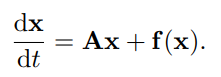 dx/dt = Ax + f(x).